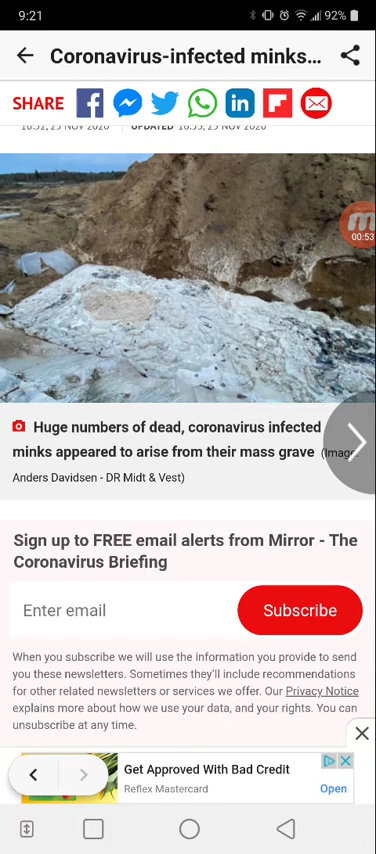 9:21
92%
Coronavirus-infected minks...
SHARE
16:52, 25 NOV 2020
UPDATED 16:53, 25 NOV 2020
00:53
Huge numbers of dead, coronavirus infected
minks appeared to arise from their mass grave (Image:
Anders Davidsen - DR Midt & Vest)
Sign up to FREE email alerts from Mirror - The
Coronavirus Briefing
Enter email
Subscribe
When you subscribe we will use the information you provide to send
you these newsletters. Sometimes they'll include recommendations
for other related newsletters or services we offer. Our Privacy Notice
explains more about how we use your data, and your rights. You can
unsubscribe at any time.
Get Approved With Bad Credit
Reflex Mastercard
Open